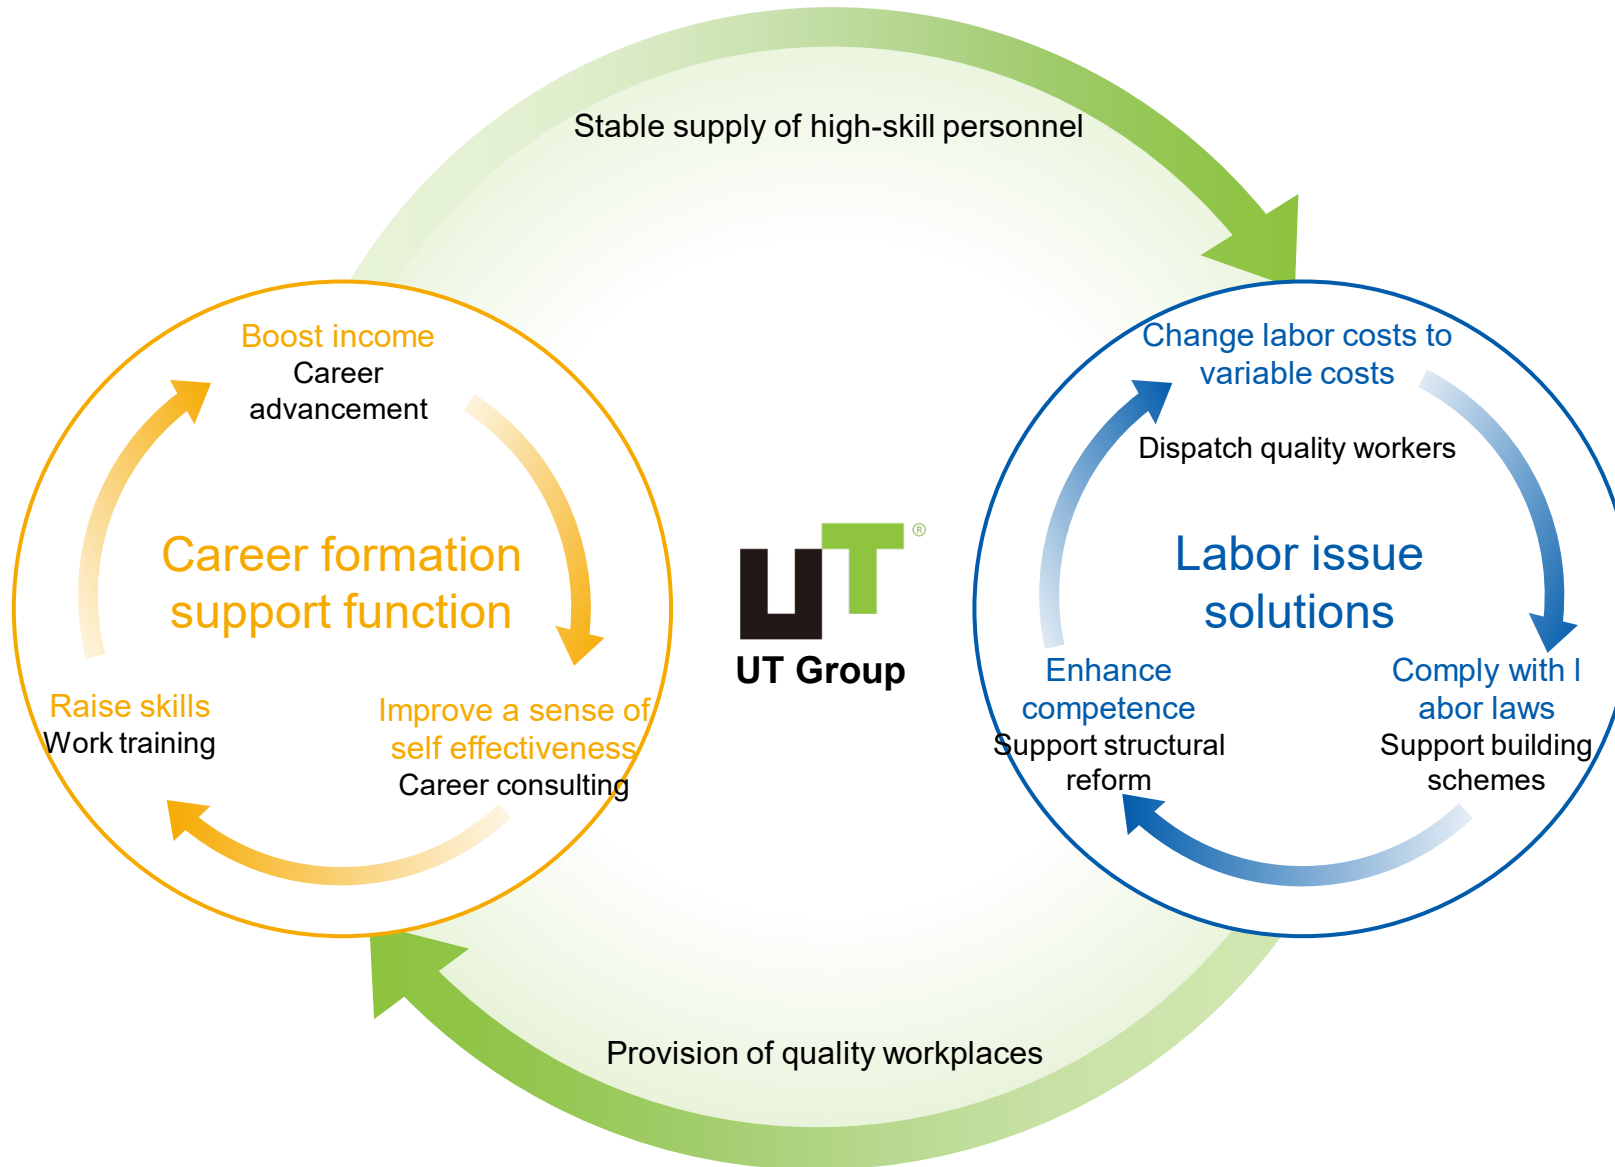 Stable supply of high-skill personnel
Boost income
Career
advancement
Career formation
support function
Raise skills
Work training
Improve a sense of
self effectiveness
Career consulting
UT®
UT Group
Change labor costs to
variable costs
Dispatch quality workers
Labor issue
solutions
Enhance
competence
Support structural
reform
Comply with l
abor laws
Support building
schemes
Provision of quality workplaces